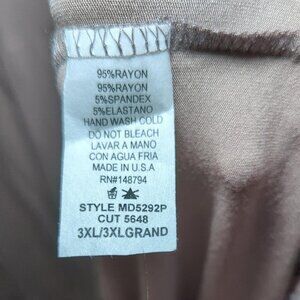 95%RAYON
95%RAYON
5%SPANDEX
5%ELASTANO
HAND WASH COLD
DO NOT BLEACH
LAVAR A MANO
CON AGUA FRIA
MADE IN U.S.A
RN#148794
STYLE MD5292P
CUT 5648
3XL/3XLGRAND